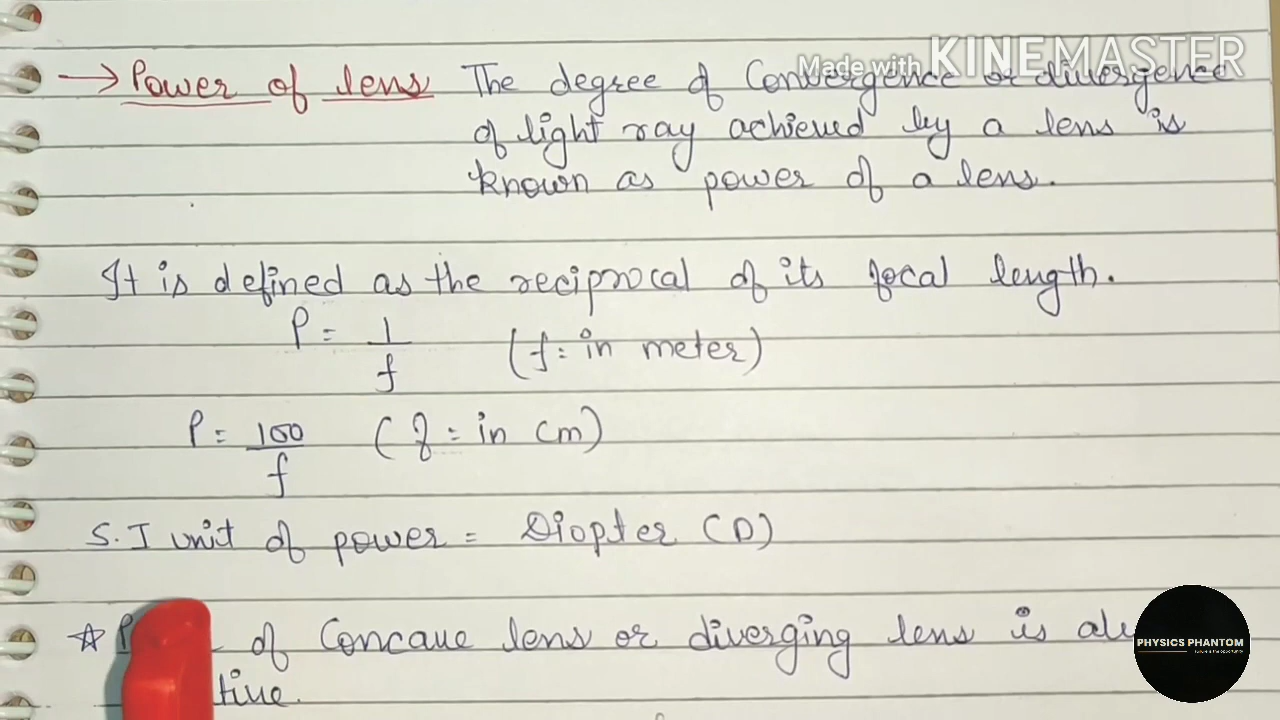 Made with KINEMASTER
→ Power of lens The degree of Convergence or divergence
of light ray achieved by a lens is
known as power of a lens.
It is defined as the reciprocal of its focal length.
P = 1/f (f = in meter)
P = 100/f (f = in cm)
S.I unit of power = Diopter (D)
☆ of Concave lens or diverging lens is
PHYSICS PHANTOM